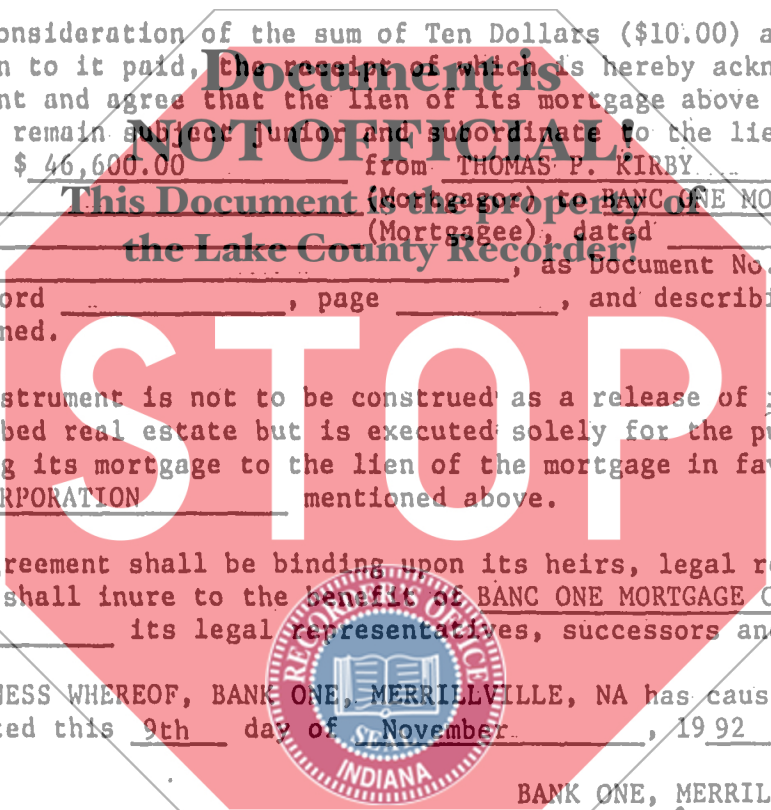 onsideration of the sum of Ten Dollars ($10.00) a
n to it paid, the receipt of which is hereby ackn
nt and agree that the lien of its mortgage above
remain subject junior and subordinate to the lie
$ 46,600.00 from THOMAS P. KIRBY
(Mortgagor) to BANC ONE MO
(Mortgagee), dated
, as Document No.
ord , page , and describ
ned.
strument is not to be construed as a release of
bed real estate but is executed solely for the p
g its mortgage to the lien of the mortgage in fav
RPORATION mentioned above.
reement shall be binding upon its heirs, legal r
shall inure to the benefit of BANC ONE MORTGAGE C
its legal representatives, successors an
NESS WHEREOF, BANK ONE, MERRILLVILLE, NA has caus
ted this 9th day of November , 1992
BANK ONE, MERRIL
Document is
NOT OFFICIAL!
This Document is the property of
the Lake County Recorder!
STOP
RECORDER OFFICE
SEAL
INDIANA